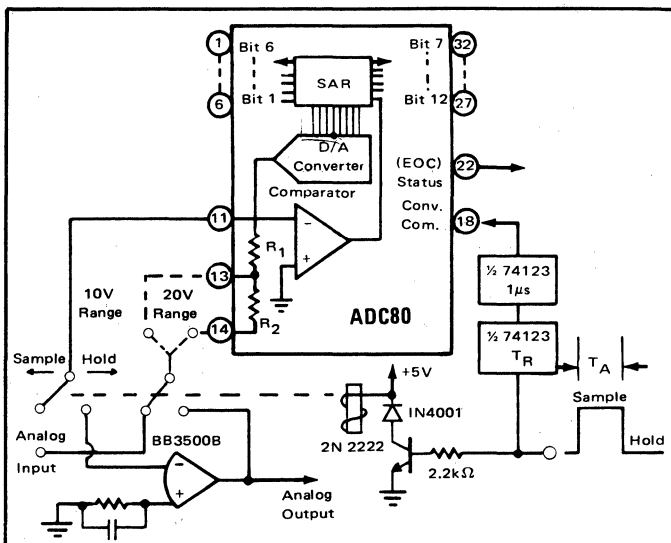 1
Bit 6
6
Bit 1
SAR
Bit 7
32
Bit 12
27
D/A
Converter
Comparator
(EOC)
Status
22
Conv.
Com.
18
11
R1
13
R2
14
ADC80
10V
Range
20V
Range
Sample
Hold
Analog
Input
BB3500B
Analog
Output
+5V
IN4001
2N 2222
2.2kΩ
½ 74123
1μs
½ 74123
TR
TA
Sample
Hold